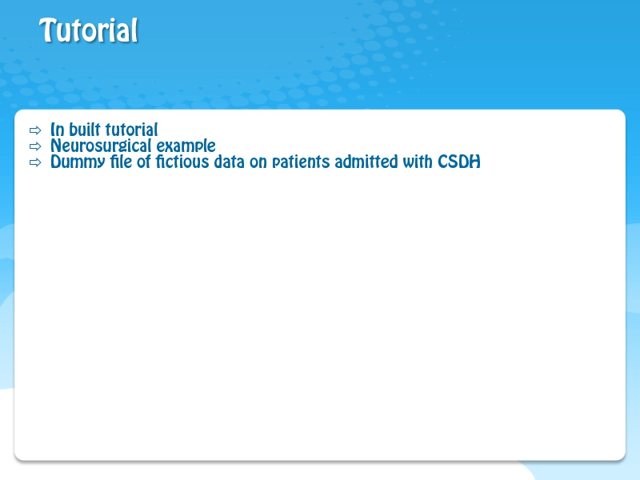 Tutorial
⇨ In built tutorial
⇨ Neurosurgical example
⇨ Dummy file of fictious data on patients admitted with CSDH